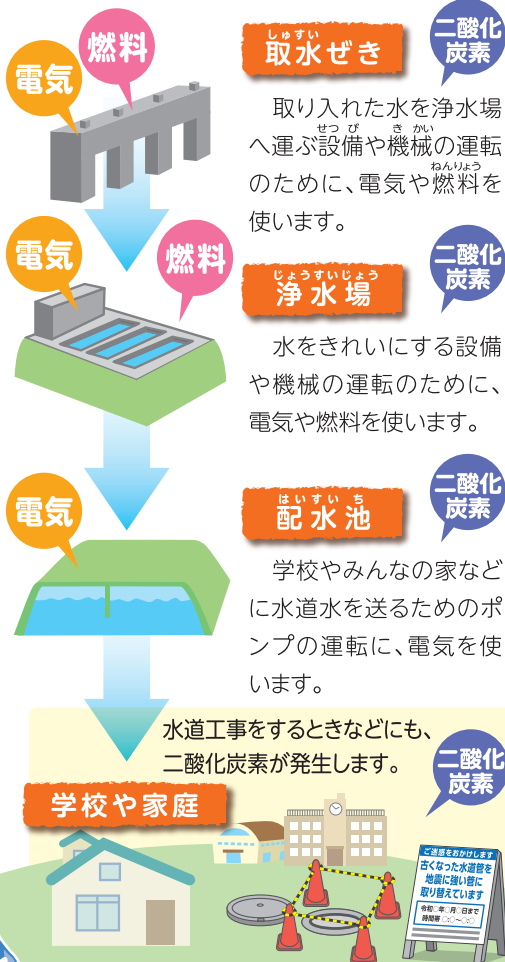 電気
燃料
二酸化
炭素
しゅすい
取水ぜき
取り入れた水を浄水場
せつ び き かい
へ運ぶ設備や機械の運転
ねんりょう
のために、電気や燃料を
使います。
電気
燃料
二酸化
炭素
じょうすいじょう
浄水場
水をきれいにする設備
や機械の運転のために、
電気や燃料を使います。
電気
二酸化
炭素
はいすい ち
配水池
学校やみんなの家など
に水道水を送るためのポ
ンプの運転に、電気を使
います。
水道工事をするときなどにも、
二酸化炭素が発生します。
二酸化
炭素
学校や家庭
ご迷惑をおかけします
古くなった水道管を
地震に強い管に
取り替えています
令和○年○月○日まで
時間帯 ○:○~○:○